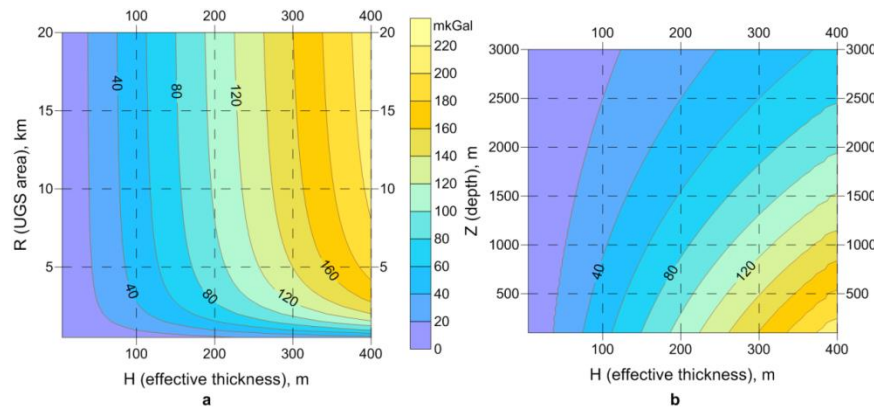 100 200 300 400
20 20
15 15
10 10
5 5
40 80 120
160
120
80
40
R (UGS area), km
100 200 300 400
H (effective thickness), m
a
mkGal
220
200
180
160
140
120
100
80
60
40
20
0
100 200 300 400
3000 3000
2500 2500
2000 2000
1500 1500
1000 1000
500 500
Z (depth), m
40 80 120
100 200 300 400
H (effective thickness), m
b